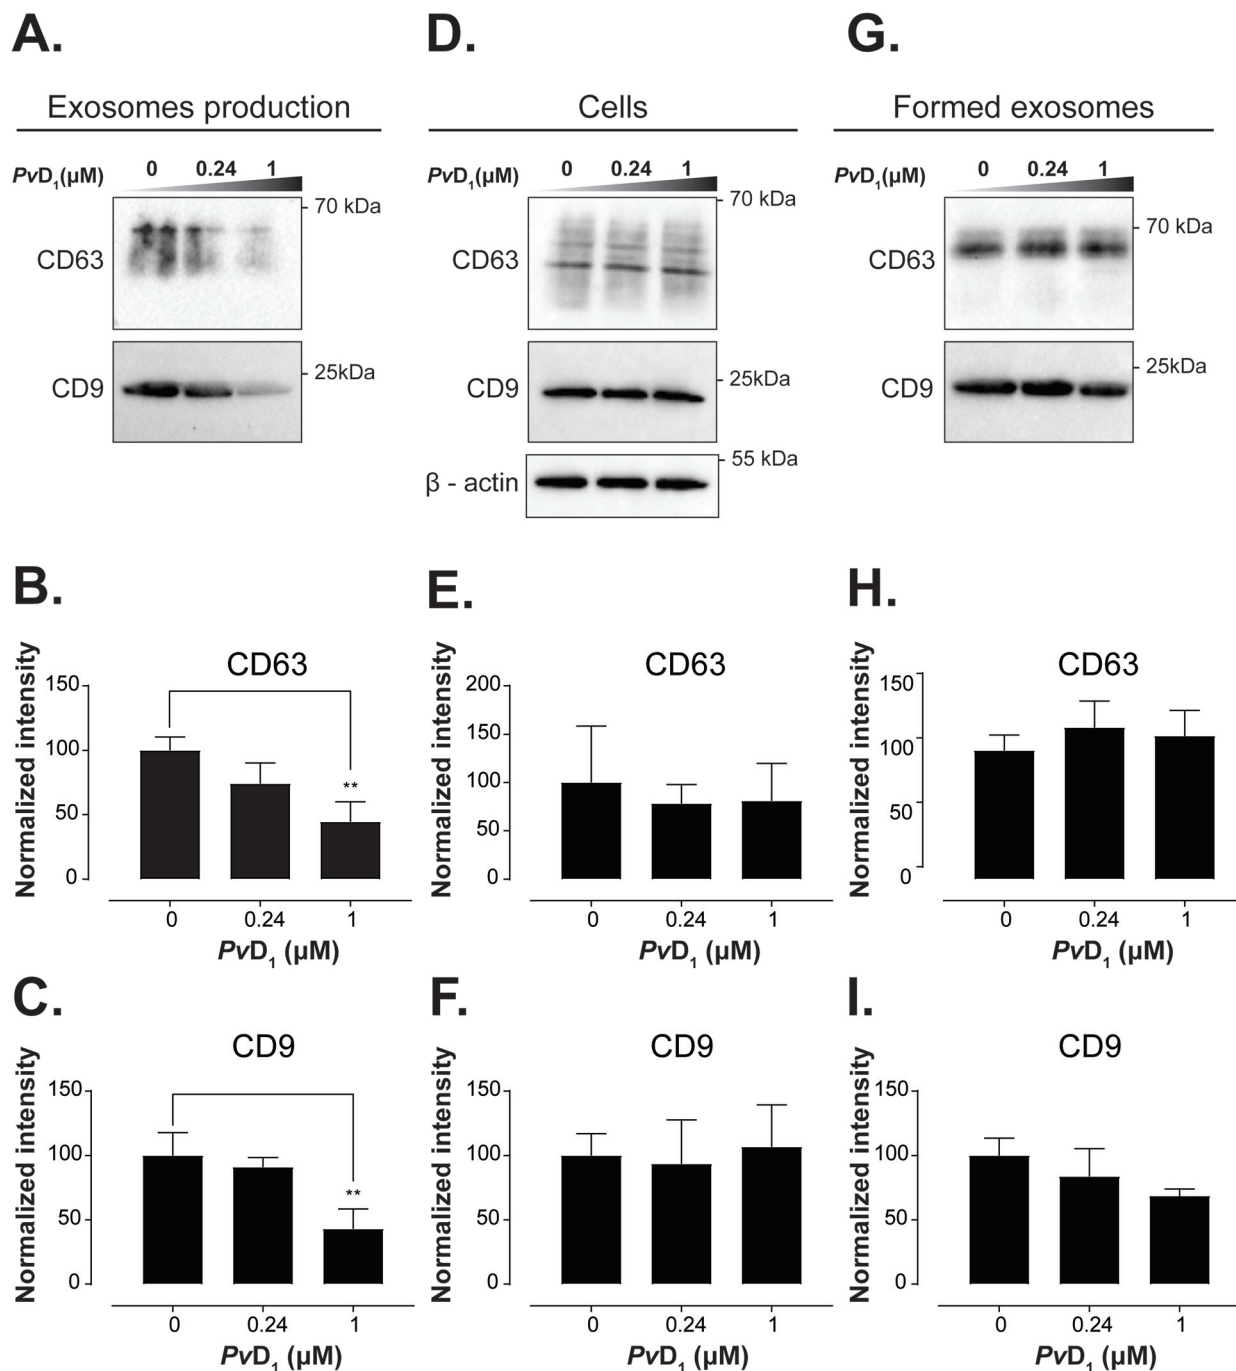 A.
Exosomes production
PvD₁(µM) 0 0.24 1
70 kDa
CD63
25kDa
CD9
D.
Cells
PvD₁(µM) 0 0.24 1
70 kDa
CD63
25kDa
CD9
55 kDa
β - actin
G.
Formed exosomes
PvD₁(µM) 0 0.24 1
70 kDa
CD63
25kDa
CD9
B.
CD63
Normalized intensity
150
100
50
0
**
0 0.24 1
PvD₁ (µM)
E.
CD63
Normalized intensity
200
150
100
50
0
0 0.24 1
PvD₁ (µM)
H.
CD63
Normalized intensity
150
100
50
0
0 0.24 1
PvD₁ (µM)
C.
CD9
Normalized intensity
150
100
50
0
**
0 0.24 1
PvD₁ (µM)
F.
CD9
Normalized intensity
150
100
50
0
0 0.24 1
PvD₁ (µM)
I.
CD9
Normalized intensity
150
100
50
0
0 0.24 1
PvD₁ (µM)